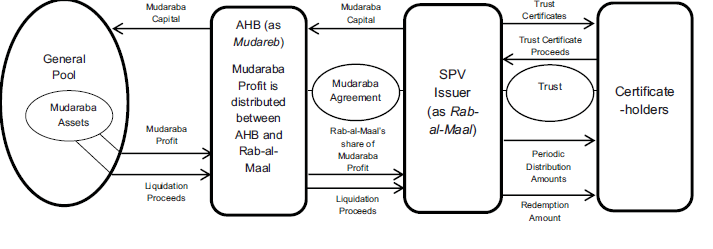 General
Pool
Mudaraba
Assets
Mudaraba
Capital
Mudaraba
Profit
Liquidation
Proceeds
AHB (as
Mudareb)
Mudaraba
Profit is
distributed
between
AHB and
Rab-al-
Maal
Mudaraba
Capital
Mudaraba
Agreement
Rab-al-Maal's
share of
Mudaraba
Profit
Liquidation
Proceeds
SPV
Issuer
(as Rab-
al-Maal)
Trust
Certificates
Trust Certificate
Proceeds
Trust
Periodic
Distribution
Amounts
Redemption
Amount
Certificate
-holders